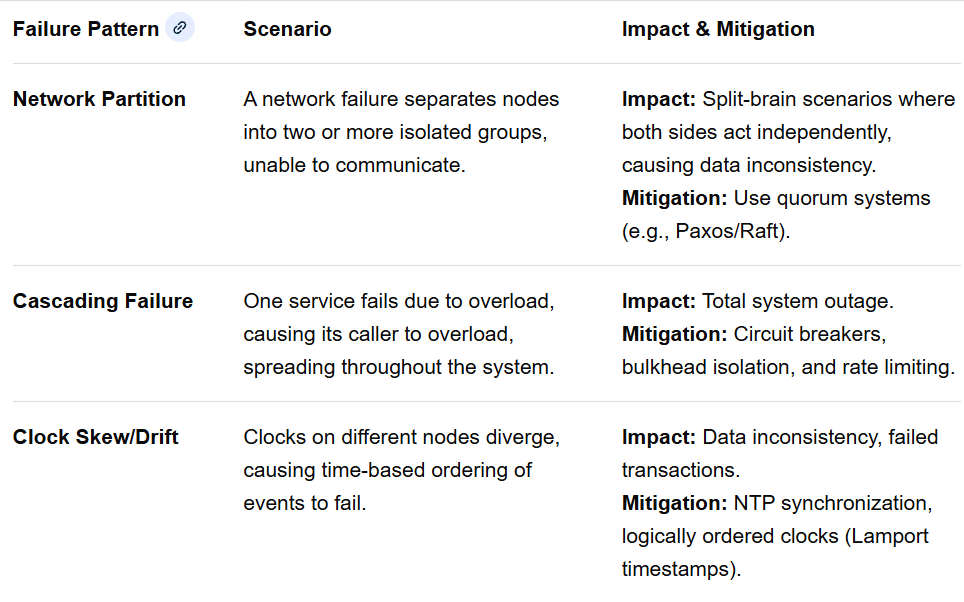 Failure Pattern Scenario Impact & Mitigation
Network Partition
A network failure separates nodes
into two or more isolated groups,
unable to communicate.
Impact: Split-brain scenarios where
both sides act independently,
causing data inconsistency.
Mitigation: Use quorum systems
(e.g., Paxos/Raft).
Cascading Failure
One service fails due to overload,
causing its caller to overload,
spreading throughout the system.
Impact: Total system outage.
Mitigation: Circuit breakers,
bulkhead isolation, and rate limiting.
Clock Skew/Drift
Clocks on different nodes diverge,
causing time-based ordering of
events to fail.
Impact: Data inconsistency, failed
transactions.
Mitigation: NTP synchronization,
logically ordered clocks (Lamport
timestamps).